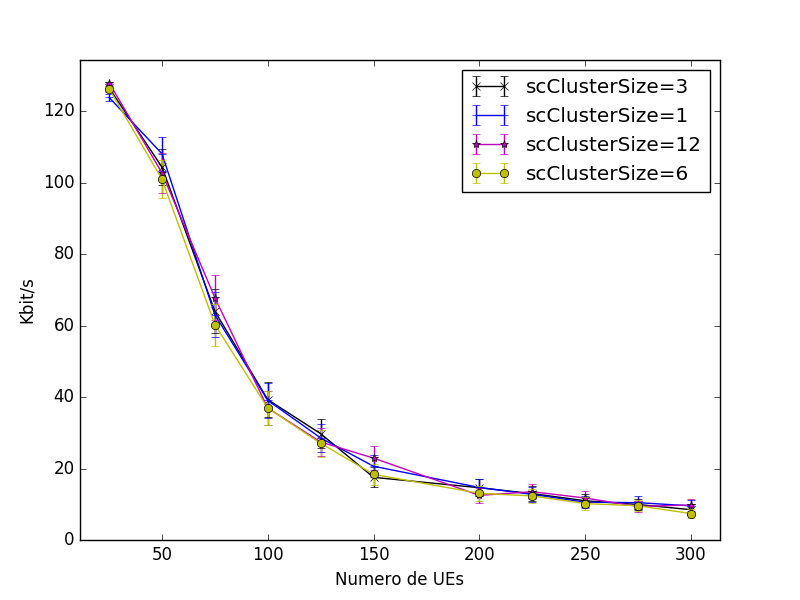 scClusterSize=3
scClusterSize=1
scClusterSize=12
scClusterSize=6
Kbit/s
120
100
80
60
40
20
0
50 100 150 200 250 300
Numero de UEs